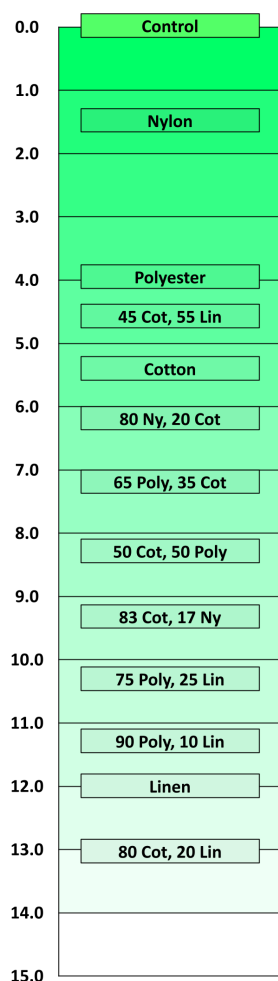 0.0
Control
1.0
Nylon
2.0
3.0
4.0
Polyester
45 Cot, 55 Lin
5.0
Cotton
6.0
80 Ny, 20 Cot
7.0
65 Poly, 35 Cot
8.0
50 Cot, 50 Poly
9.0
83 Cot, 17 Ny
10.0
75 Poly, 25 Lin
11.0
90 Poly, 10 Lin
12.0
Linen
13.0
80 Cot, 20 Lin
14.0
15.0